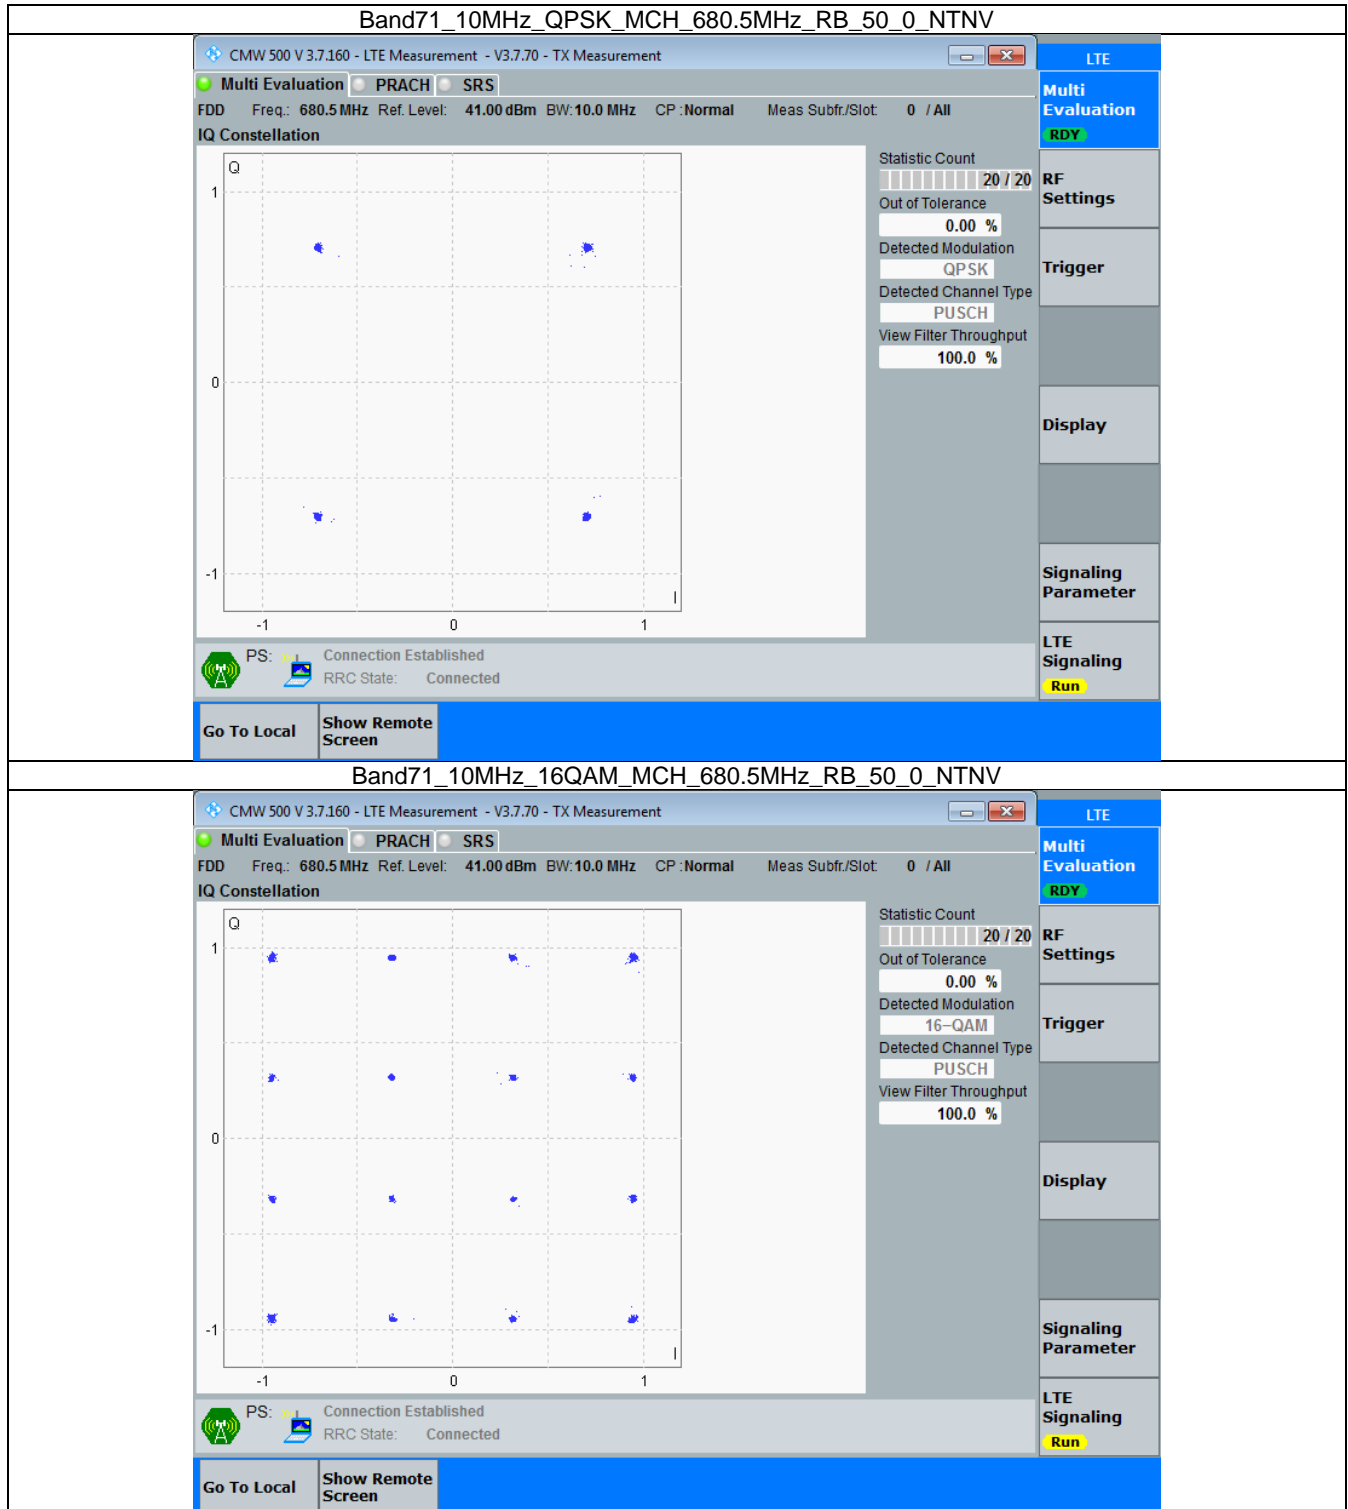 Band71_10MHz_QPSK_MCH_680.5MHz_RB_50_0_NTNV
CMW 500 V 3.7.160 - LTE Measurement - V3.7.70 - TX Measurement
LTE
Multi Evaluation PRACH SRS
Multi
Evaluation
RDY
FDD Freq.: 680.5 MHz Ref. Level: 41.00 dBm BW: 10.0 MHz CP : Normal Meas Subfr./Slot: 0 / All
IQ Constellation
Q
1
0
-1
I
-1 0 1
Statistic Count
20 / 20
Out of Tolerance
0.00 %
Detected Modulation
QPSK
Detected Channel Type
PUSCH
View Filter Throughput
100.0 %
RF
Settings
Trigger
Display
Signaling
Parameter
LTE
Signaling
Run
PS: Connection Established
RRC State: Connected
Go To Local
Show Remote
Screen
Band71_10MHz_16QAM_MCH_680.5MHz_RB_50_0_NTNV
CMW 500 V 3.7.160 - LTE Measurement - V3.7.70 - TX Measurement
LTE
Multi Evaluation PRACH SRS
Multi
Evaluation
RDY
FDD Freq.: 680.5 MHz Ref. Level: 41.00 dBm BW: 10.0 MHz CP : Normal Meas Subfr./Slot: 0 / All
IQ Constellation
Q
1
0
-1
I
-1 0 1
Statistic Count
20 / 20
Out of Tolerance
0.00 %
Detected Modulation
16-QAM
Detected Channel Type
PUSCH
View Filter Throughput
100.0 %
RF
Settings
Trigger
Display
Signaling
Parameter
LTE
Signaling
Run
PS: Connection Established
RRC State: Connected
Go To Local
Show Remote
Screen